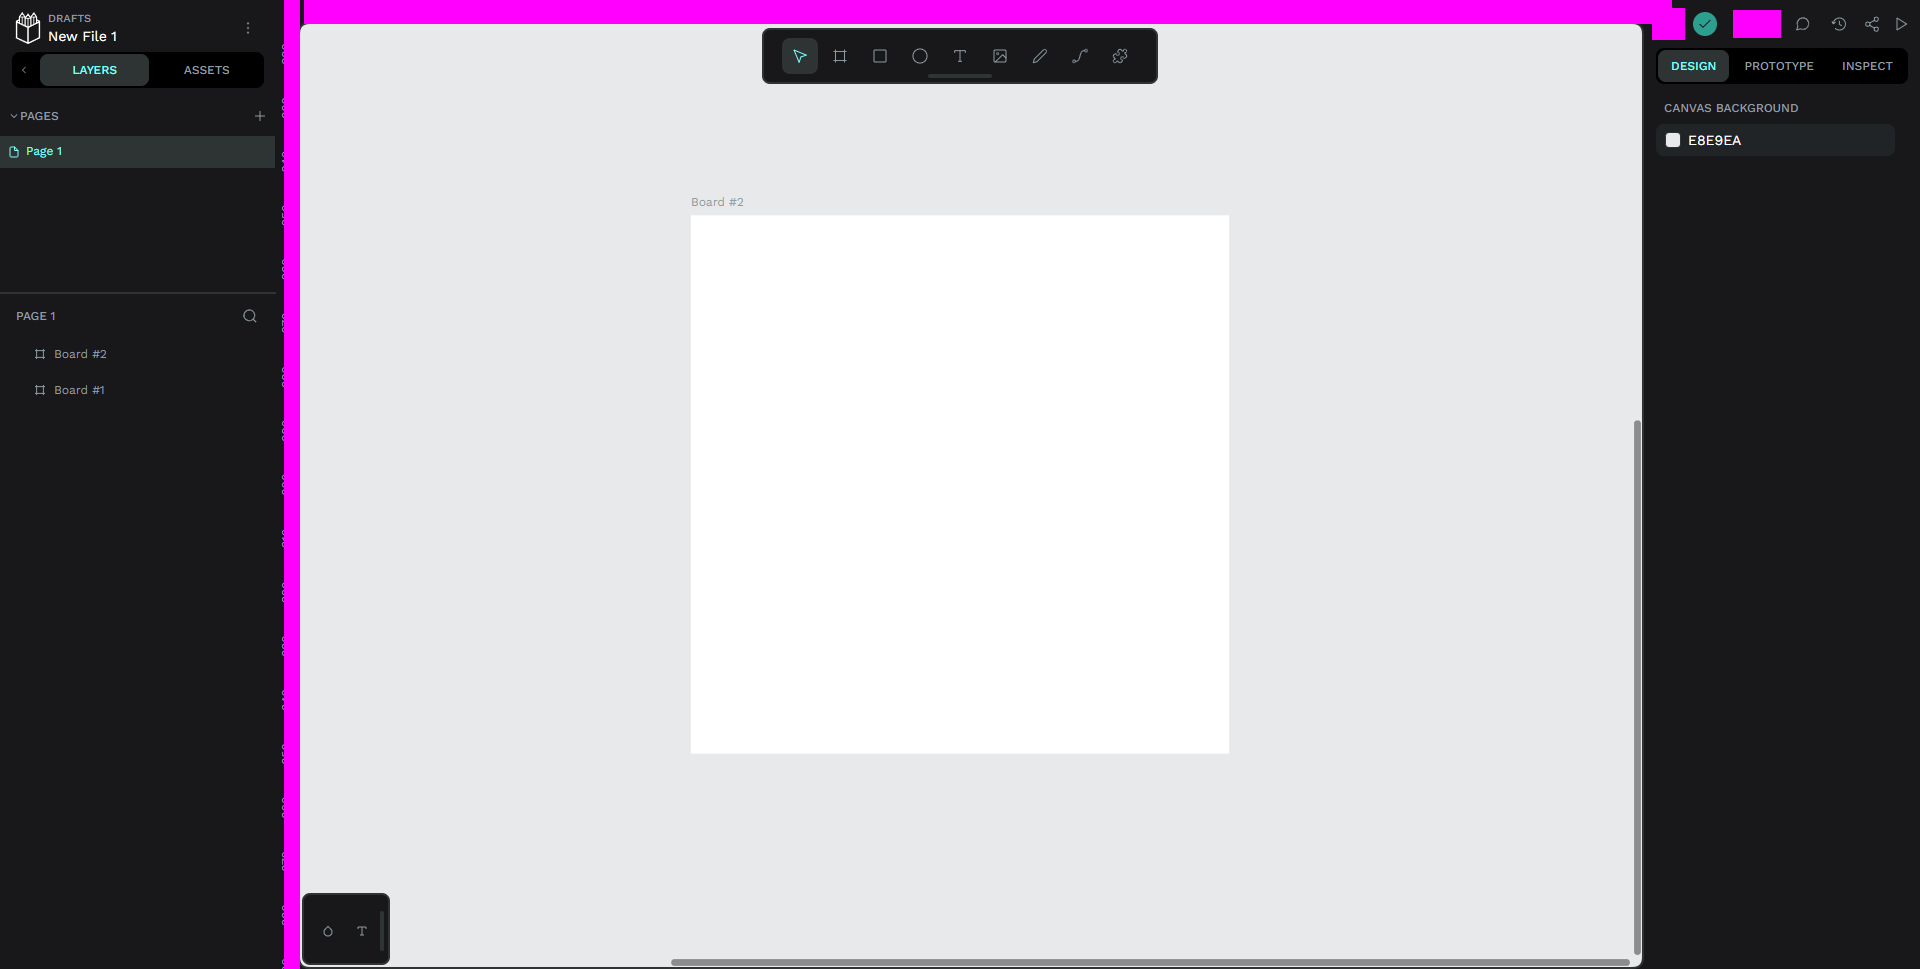 DRAFTS
New File 1
LAYERS
ASSETS
PAGES
Page 1
PAGE 1
Board #2
Board #1
Board #2
DESIGN
PROTOTYPE
INSPECT
CANVAS BACKGROUND
E8E9EA